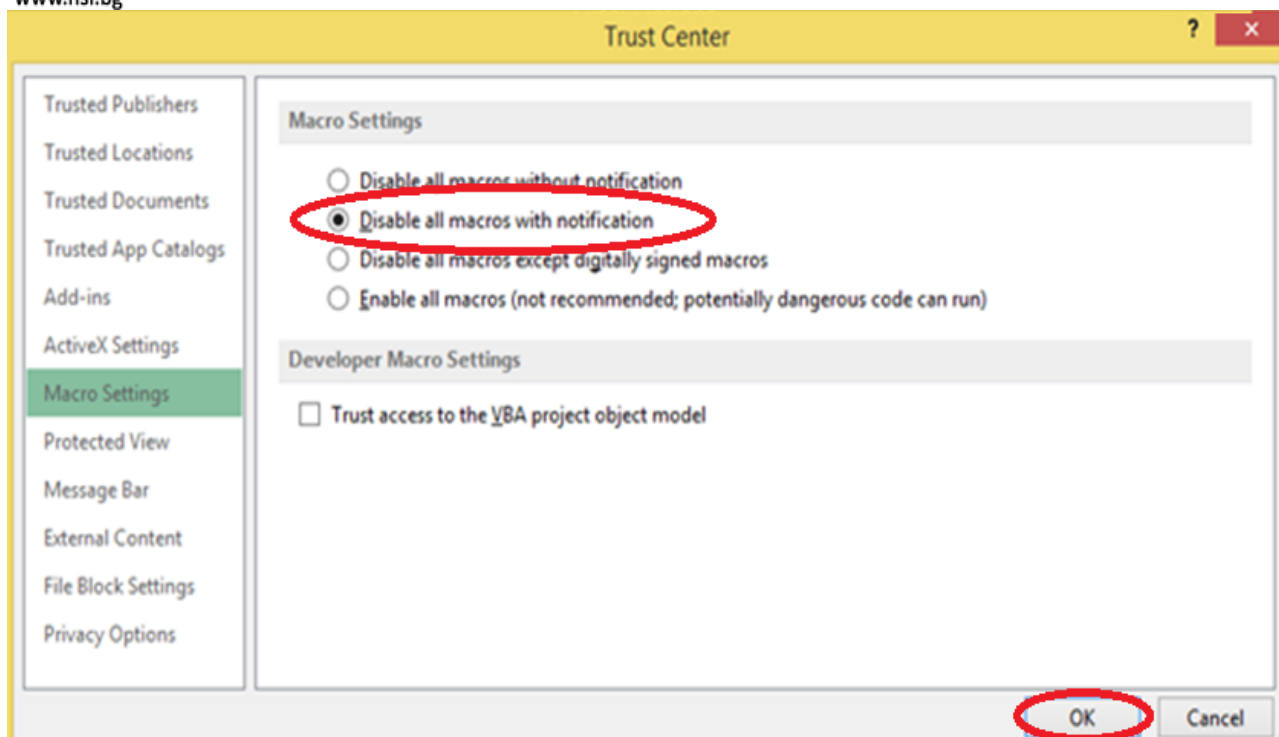 www.nsi.bg
Trust Center
?
Trusted Publishers
Trusted Locations
Trusted Documents
Trusted App Catalogs
Add-ins
ActiveX Settings
Macro Settings
Protected View
Message Bar
External Content
File Block Settings
Privacy Options
Macro Settings
Disable all macros without notification
Disable all macros with notification
Disable all macros except digitally signed macros
Enable all macros (not recommended; potentially dangerous code can run)
Developer Macro Settings
Trust access to the VBA project object model
OK
Cancel